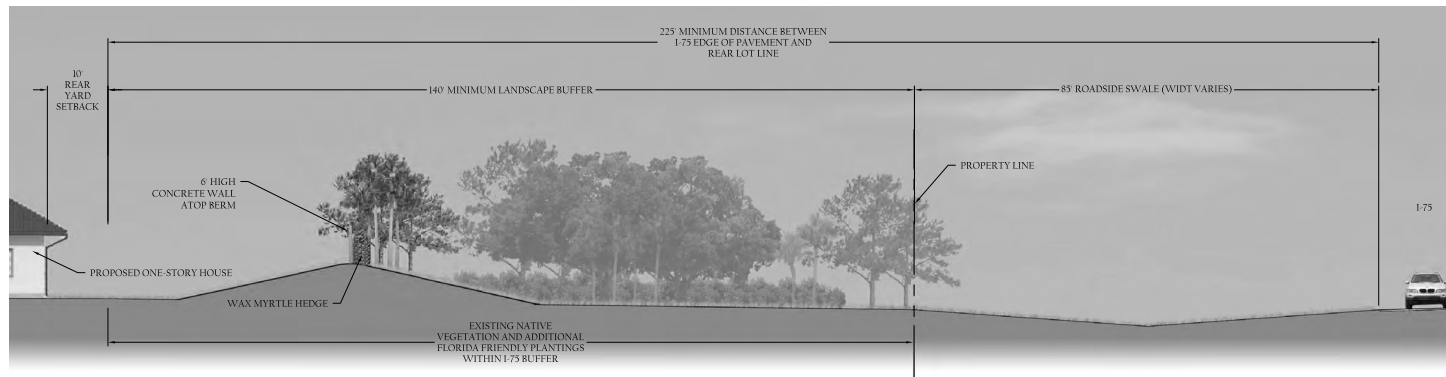 225' MINIMUM DISTANCE BETWEEN
I-75 EDGE OF PAVEMENT AND
REAR LOT LINE
10'
REAR
YARD
SETBACK
140' MINIMUM LANDSCAPE BUFFER
85' ROADSIDE SWALE (WIDT VARIES)
6' HIGH
CONCRETE WALL
ATOP BERM
PROPERTY LINE
I-75
PROPOSED ONE-STORY HOUSE
WAX MYRTLE HEDGE
EXISTING NATIVE
VEGETATION AND ADDITIONAL
FLORIDA FRIENDLY PLANTINGS
WITHIN I-75 BUFFER